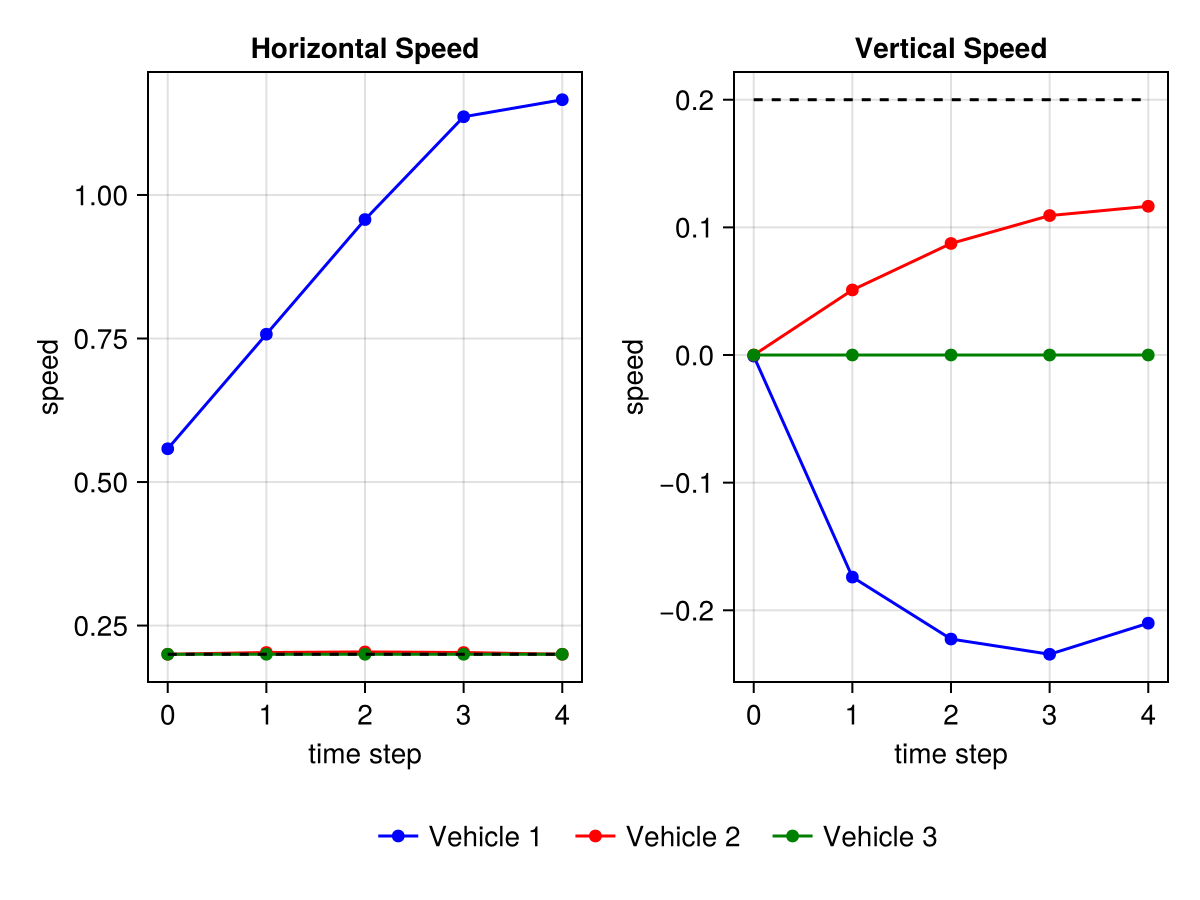 Horizontal Speed
1.00
0.75
0.50
0.25
speed
0 1 2 3 4
time step
Vertical Speed
0.2
0.1
0.0
−0.1
−0.2
speed
0 1 2 3 4
time step
Vehicle 1 Vehicle 2 Vehicle 3